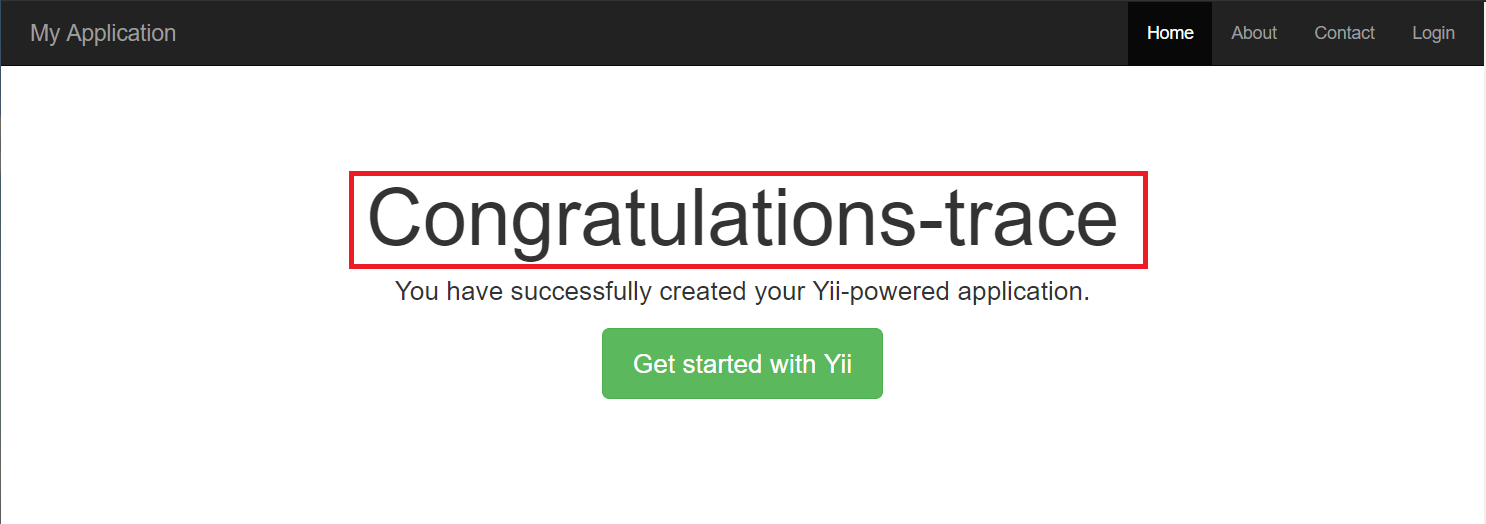 My Application Home About Contact Login
Congratulations-trace
You have successfully created your Yii-powered application.
Get started with Yii